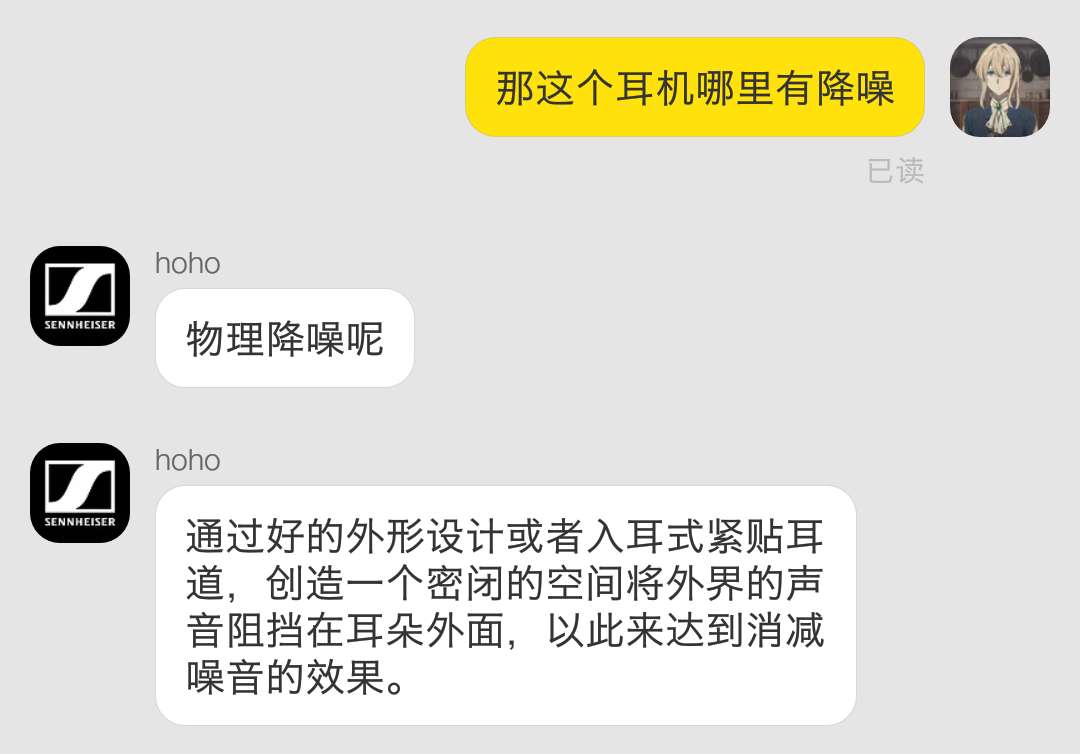 那这个耳机哪里有降噪
已读
hoho
SENNHEISER
物理降噪呢
hoho
SENNHEISER
通过好的外形设计或者入耳式紧贴耳
道，创造一个密闭的空间将外界的声
音阻挡在耳朵外面，以此来达到消减
噪音的效果。